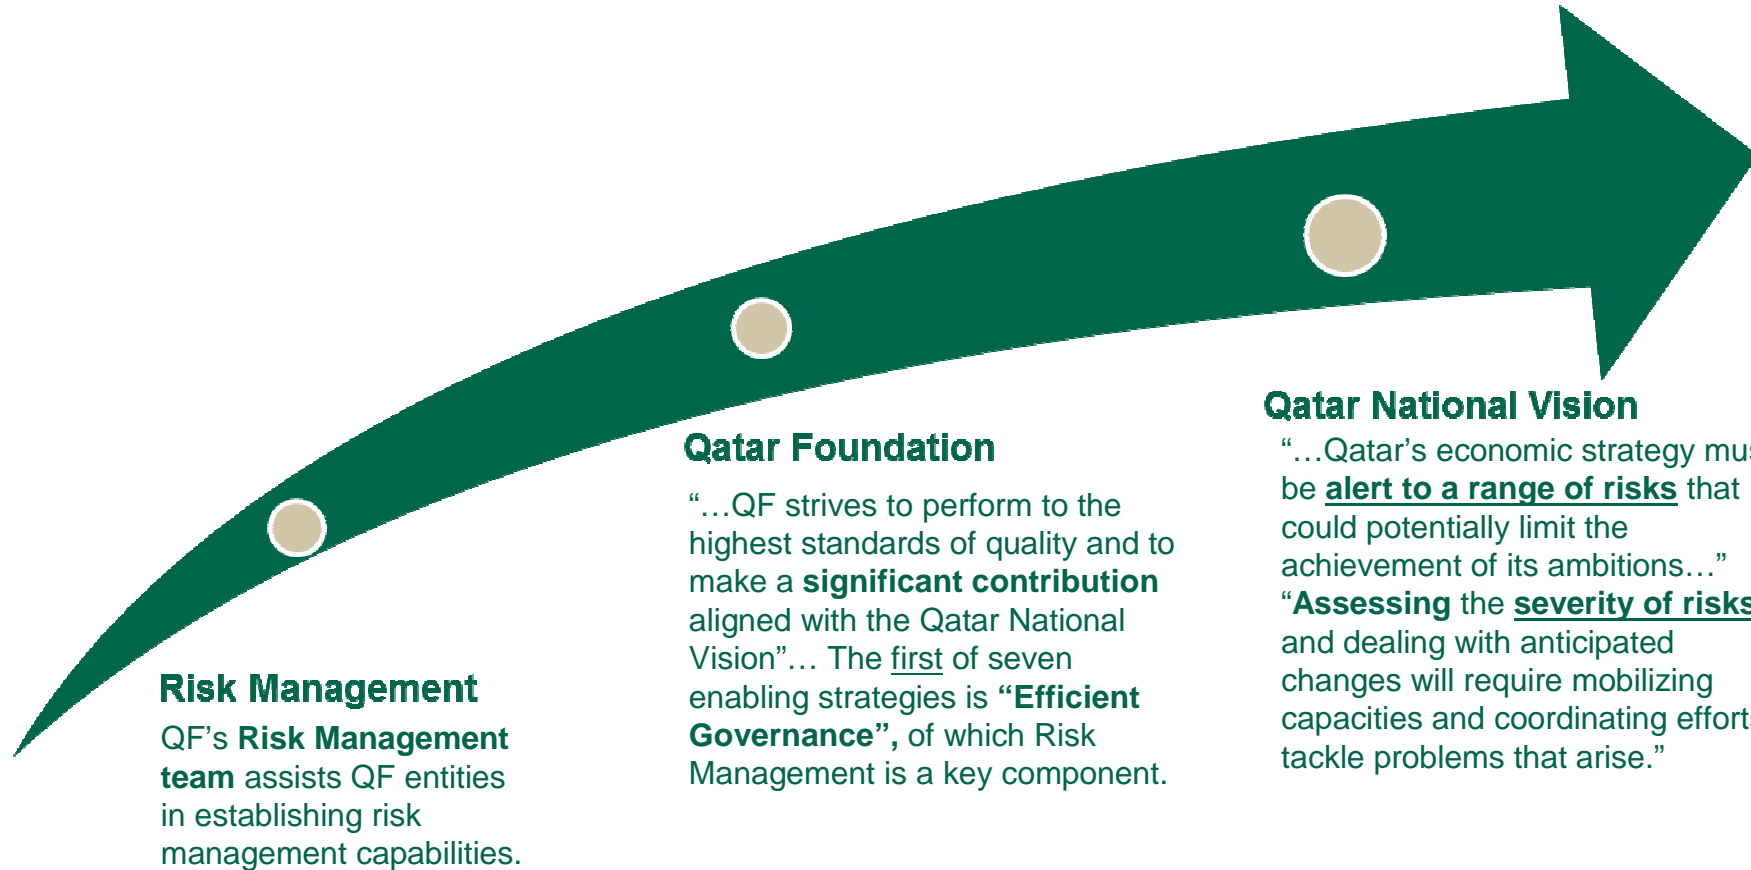 Risk Management
QF’s Risk Management
team assists QF entities
in establishing risk
management capabilities.
Qatar Foundation
“…QF strives to perform to the
highest standards of quality and to
make a significant contribution
aligned with the Qatar National
Vision”… The first of seven
enabling strategies is “Efficient
Governance”, of which Risk
Management is a key component.
Qatar National Vision
“…Qatar’s economic strategy
be alert to a range of risks that
could potentially limit the
achievement of its ambitions…”
“Assessing the severity of risks
and dealing with anticipated
changes will require mobilizing
capacities and coordinating
tackle problems that arise.”